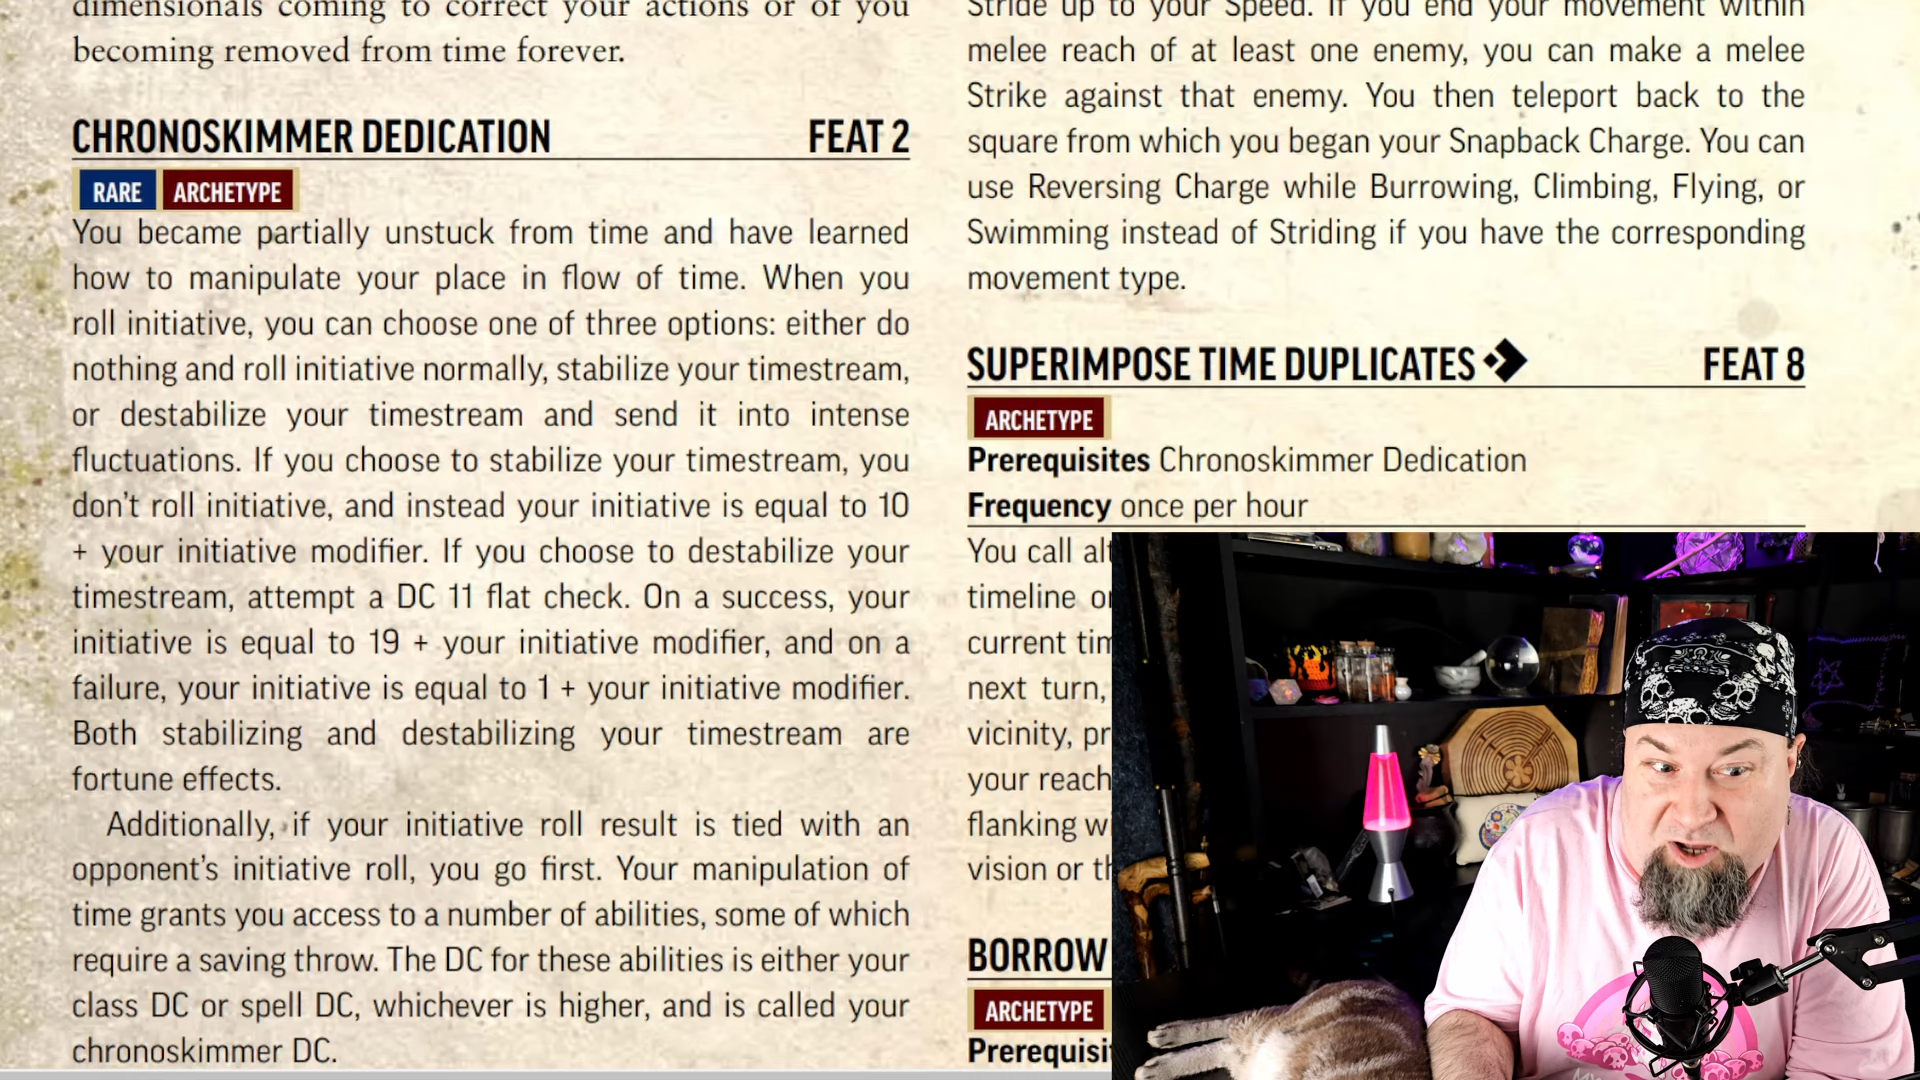 dimensionals coming to correct your actions or of you
becoming removed from time forever.
CHRONOSKIMMER DEDICATION FEAT 2
RARE ARCHETYPE
You became partially unstuck from time and have learned
how to manipulate your place in flow of time. When you
roll initiative, you can choose one of three options: either do
nothing and roll initiative normally, stabilize your timestream,
or destabilize your timestream and send it into intense
fluctuations. If you choose to stabilize your timestream, you
don't roll initiative, and instead your initiative is equal to 10
+ your initiative modifier. If you choose to destabilize your
timestream, attempt a DC 11 flat check. On a success, your
initiative is equal to 19 + your initiative modifier, and on a
failure, your initiative is equal to 1 + your initiative modifier.
Both stabilizing and destabilizing your timestream are
fortune effects.
Additionally, if your initiative roll result is tied with an
opponent's initiative roll, you go first. Your manipulation of
time grants you access to a number of abilities, some of which
require a saving throw. The DC for these abilities is either your
class DC or spell DC, whichever is higher, and is called your
chronoskimmer DC.
Stride up to your Speed. If you end your movement within
melee reach of at least one enemy, you can make a melee
Strike against that enemy. You then teleport back to the
square from which you began your Snapback Charge. You can
use Reversing Charge while Burrowing, Climbing, Flying, or
Swimming instead of Striding if you have the corresponding
movement type.
SUPERIMPOSE TIME DUPLICATES FEAT 8
ARCHETYPE
Prerequisites Chronoskimmer Dedication
Frequency once per hour
You call
timeline
current
next turn,
vicinity,
your reach
flanking
vision or
BORROW
ARCHETYPE